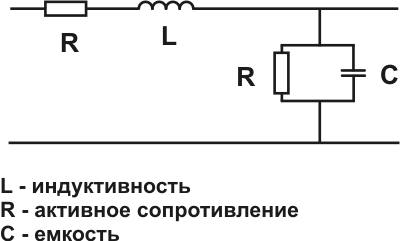 R
L
R
C
L - индуктивность
R - активное сопротивление
C - емкость